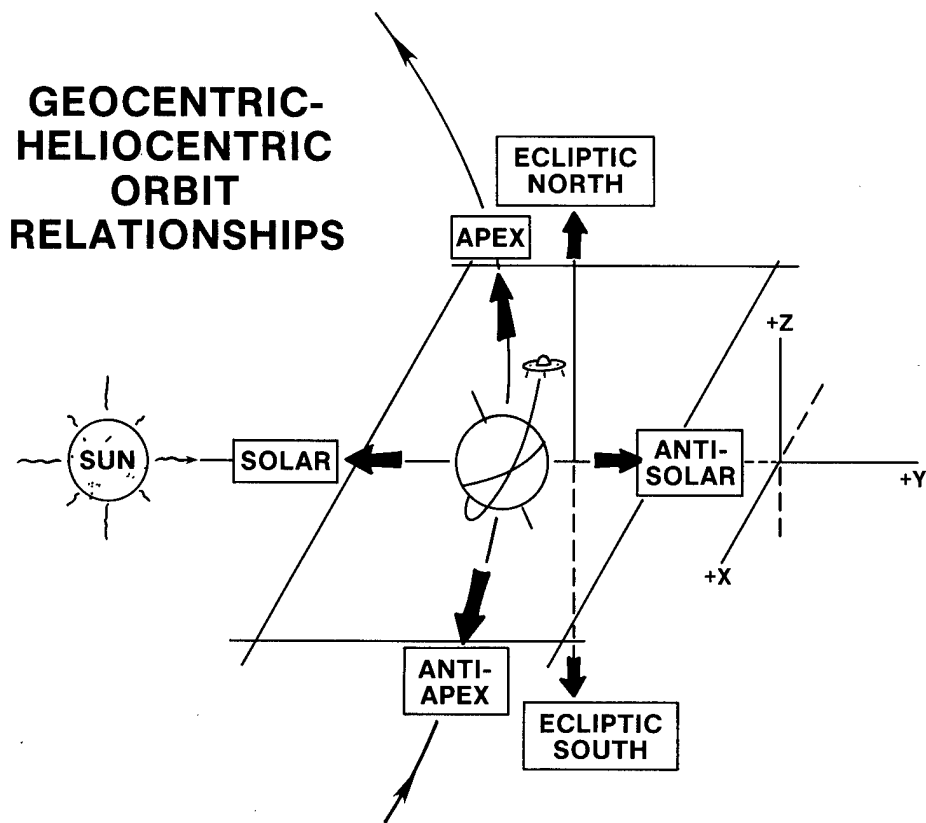 GEOCENTRIC-
HELIOCENTRIC
ORBIT
RELATIONSHIPS
ECLIPTIC
NORTH
APEX
+Z
SUN
SOLAR
ANTI-
SOLAR
+Y
+X
ANTI-
APEX
ECLIPTIC
SOUTH